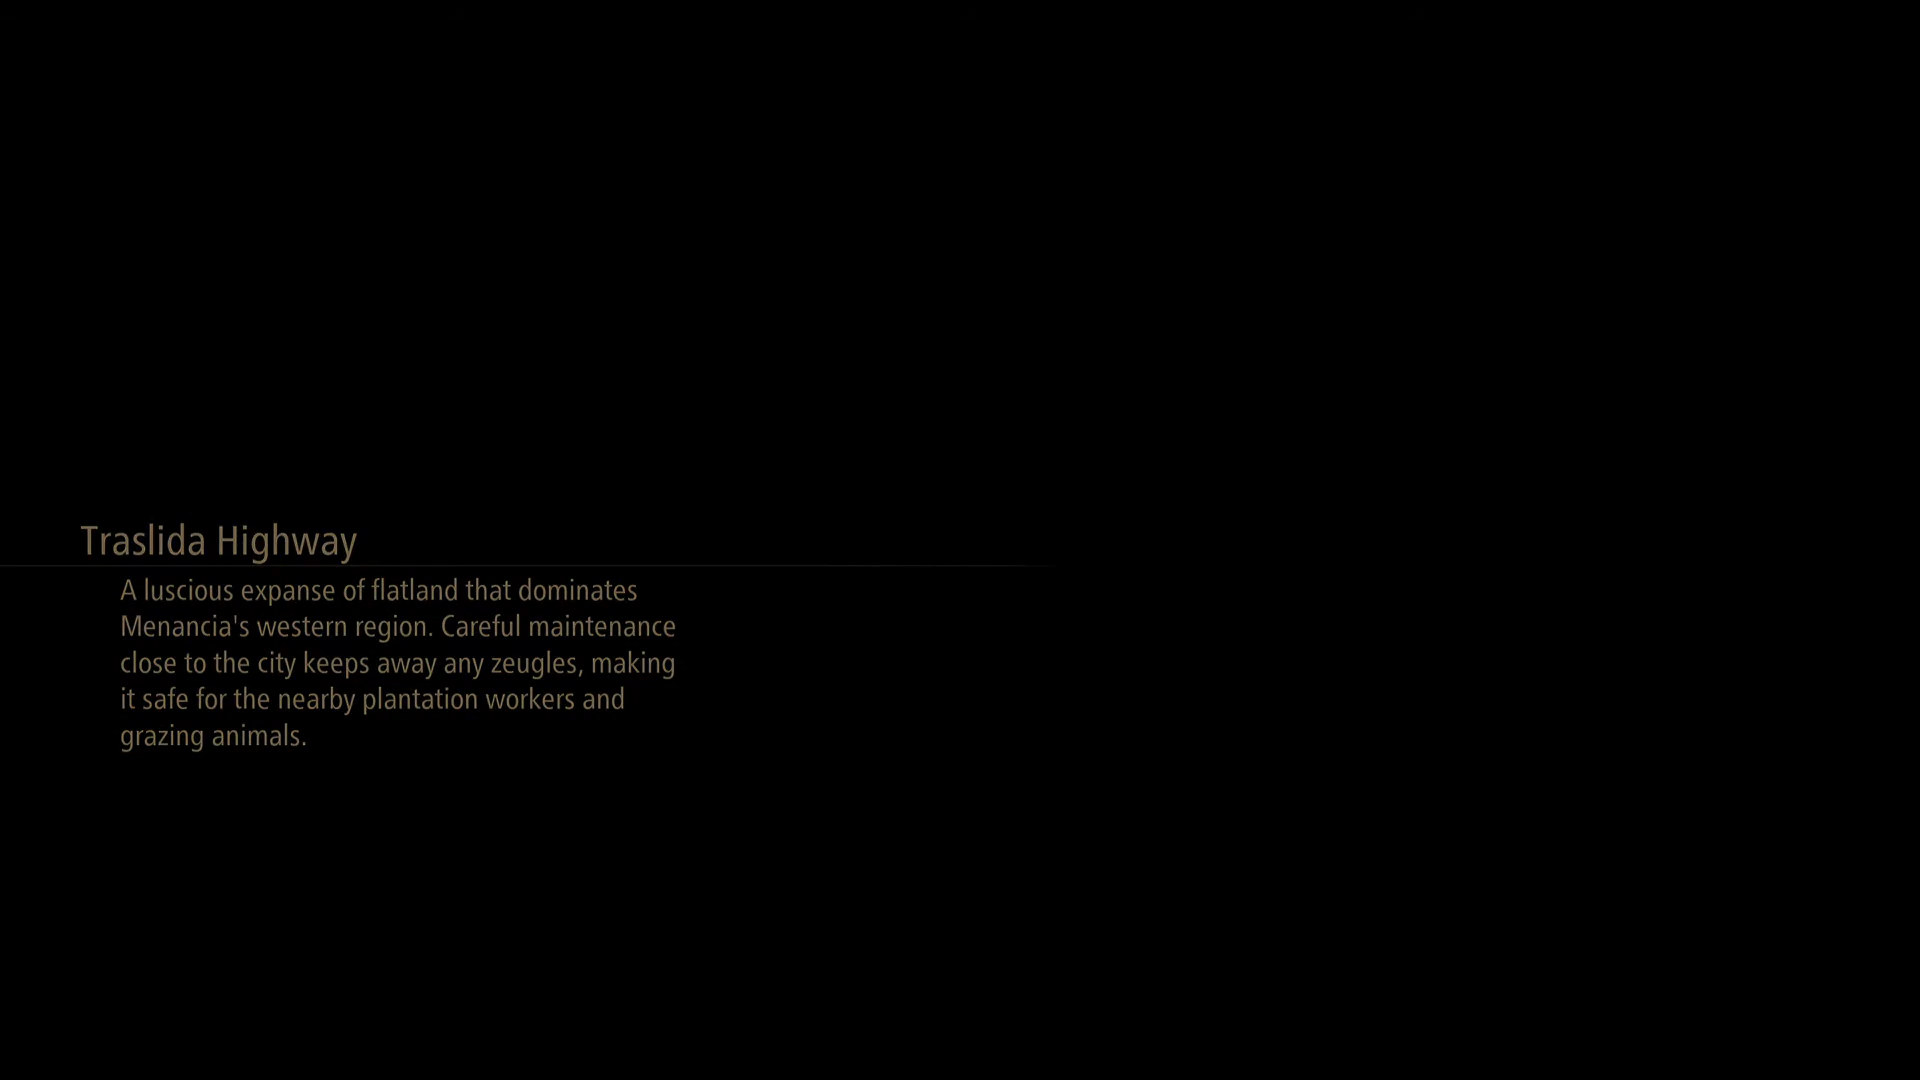 Traslida Highway
A luscious expanse of flatland that dominates
Menancia's western region. Careful maintenance
close to the city keeps away any zeugles, making
it safe for the nearby plantation workers and
grazing animals.